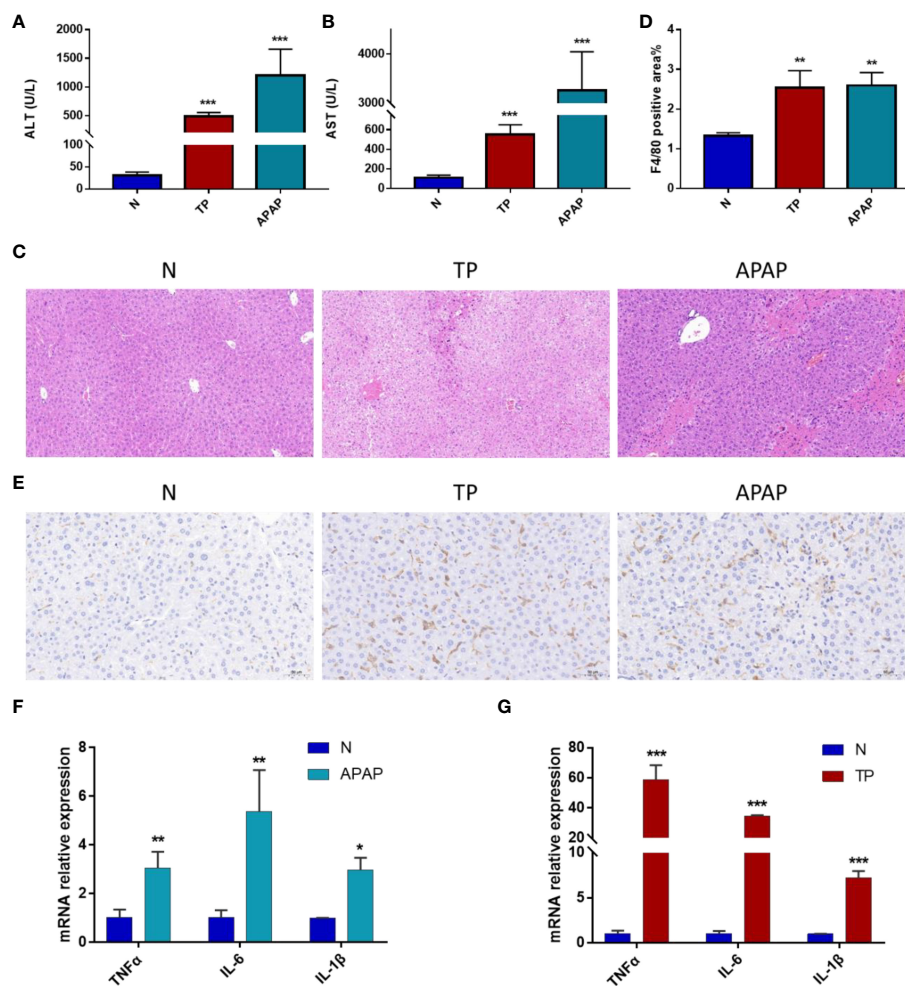 A
ALT (U/L)
2000
1500
1000
500
100
50
0
***
***
N
TP
APAP
B
AST (U/L)
4000
3000
600
400
200
0
***
***
N
TP
APAP
D
F4/80 positive area%
4
3
2
1
0
**
**
N
TP
APAP
C
N
TP
APAP
E
N
TP
APAP
F
mRNA relative expression
8
6
4
2
0
**
**
*
N
APAP
TNFα
IL-6
IL-1β
G
mRNA relative expression
80
60
40
20
10
5
0
***
***
***
N
TP
TNFα
IL-6
IL-1β